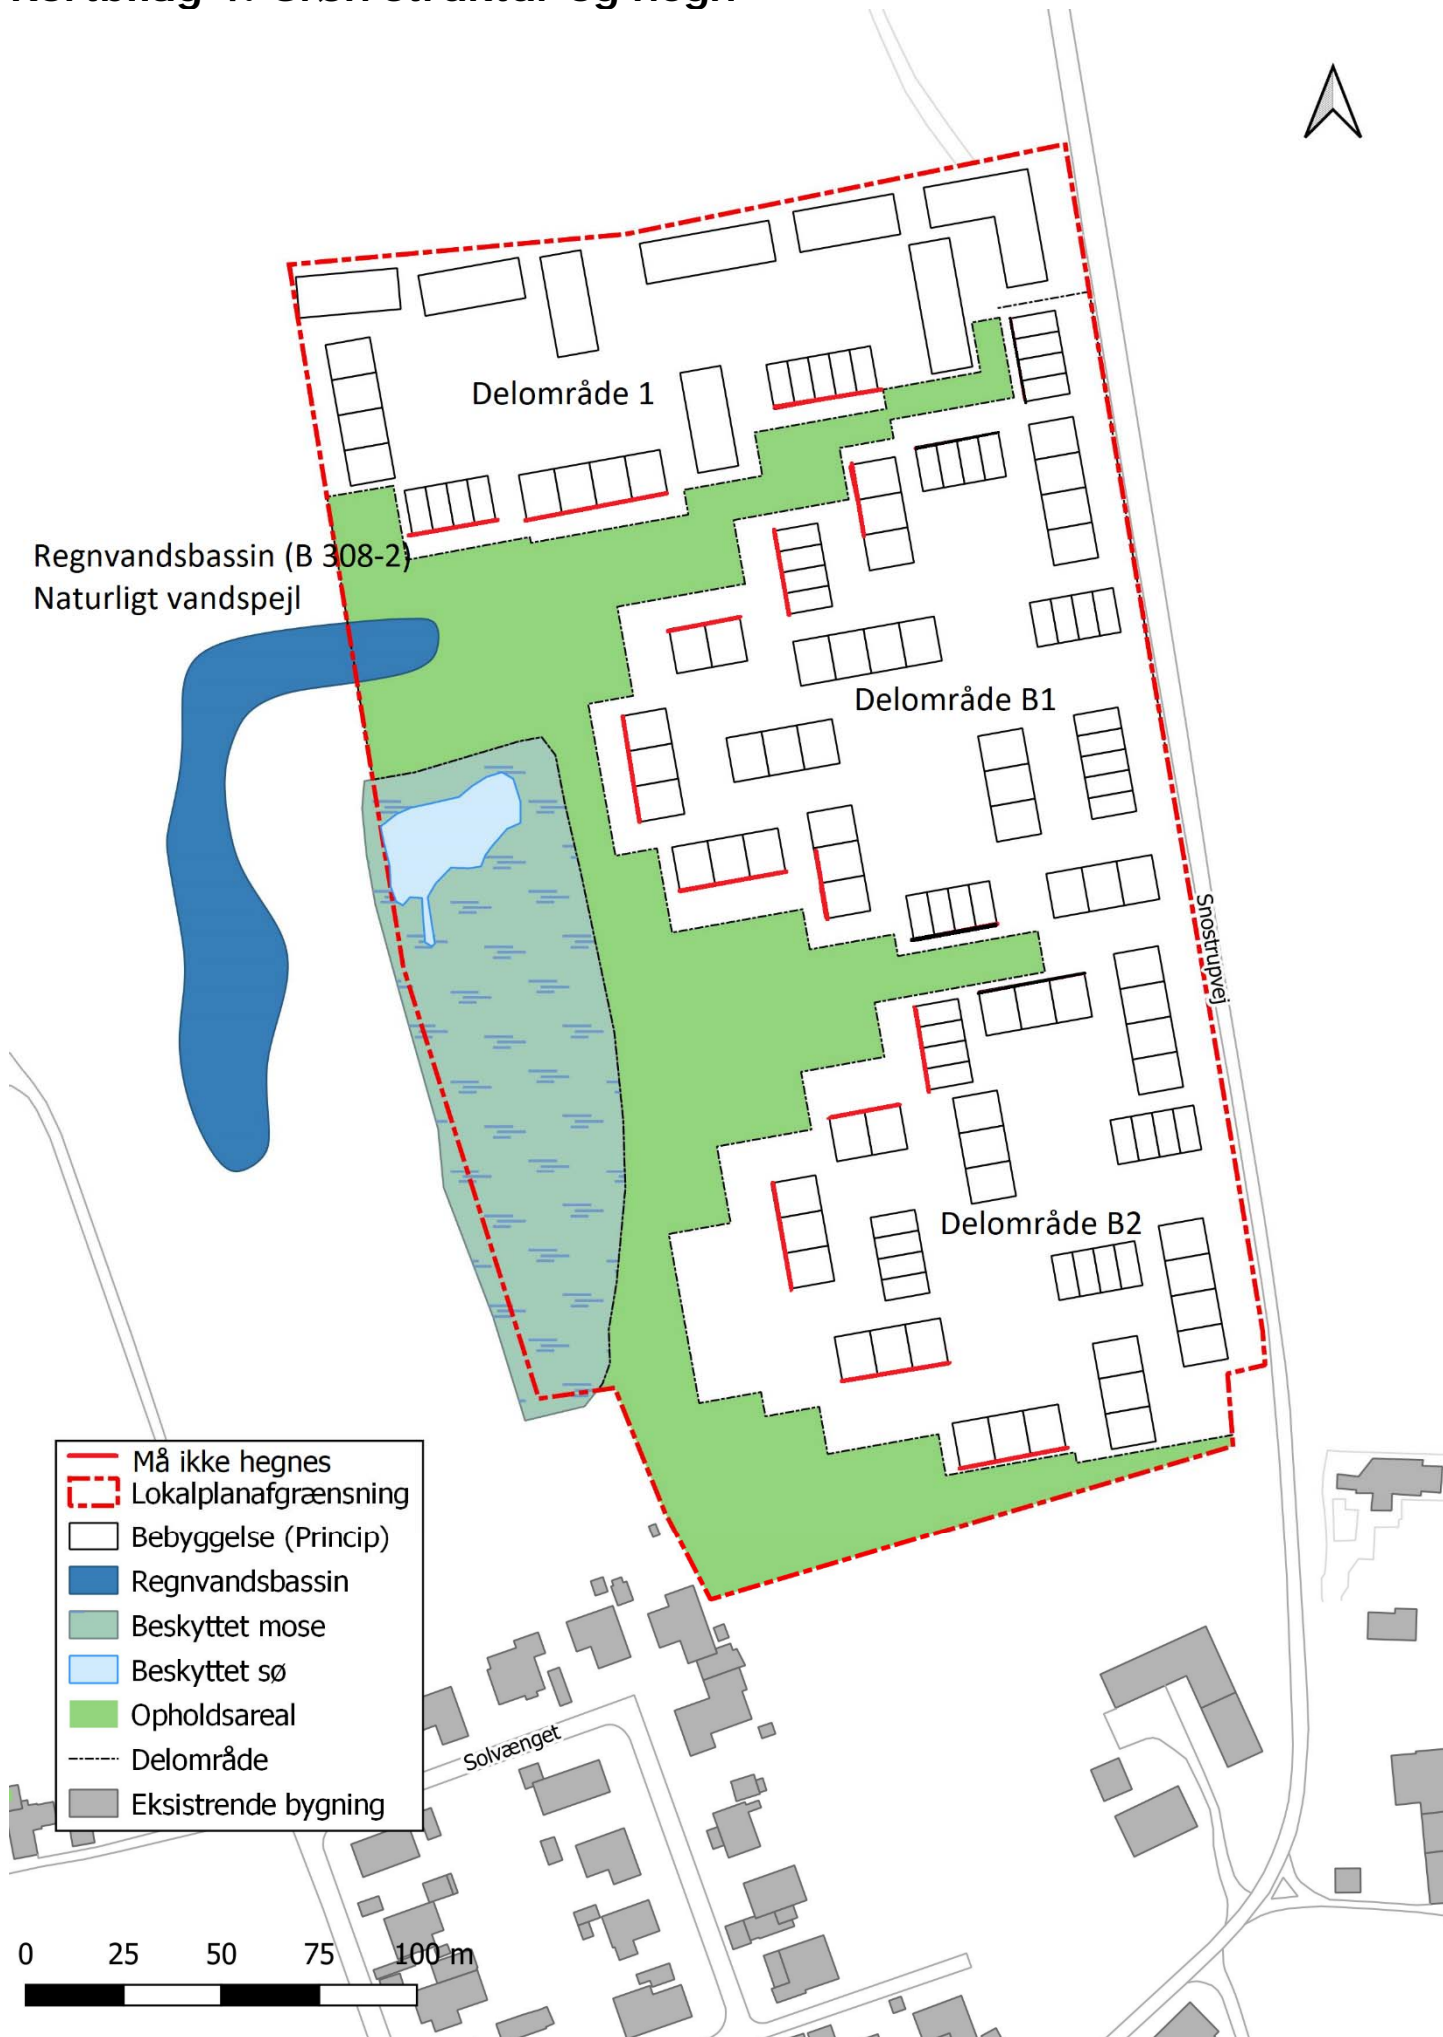 Delområde 1
Regnvandsbassin (B 308-2)
Naturligt vandspejl
Delområde B1
Snostrupvej
Delområde B2
Må ikke hegnes
Lokalplanafgrænsning
Bebyggelse (Princip)
Regnvandsbassin
Beskyttet mose
Beskyttet sø
Opholdsareal
Delområde
Eksistrende bygning
Solvænget
0 25 50 75 100 m